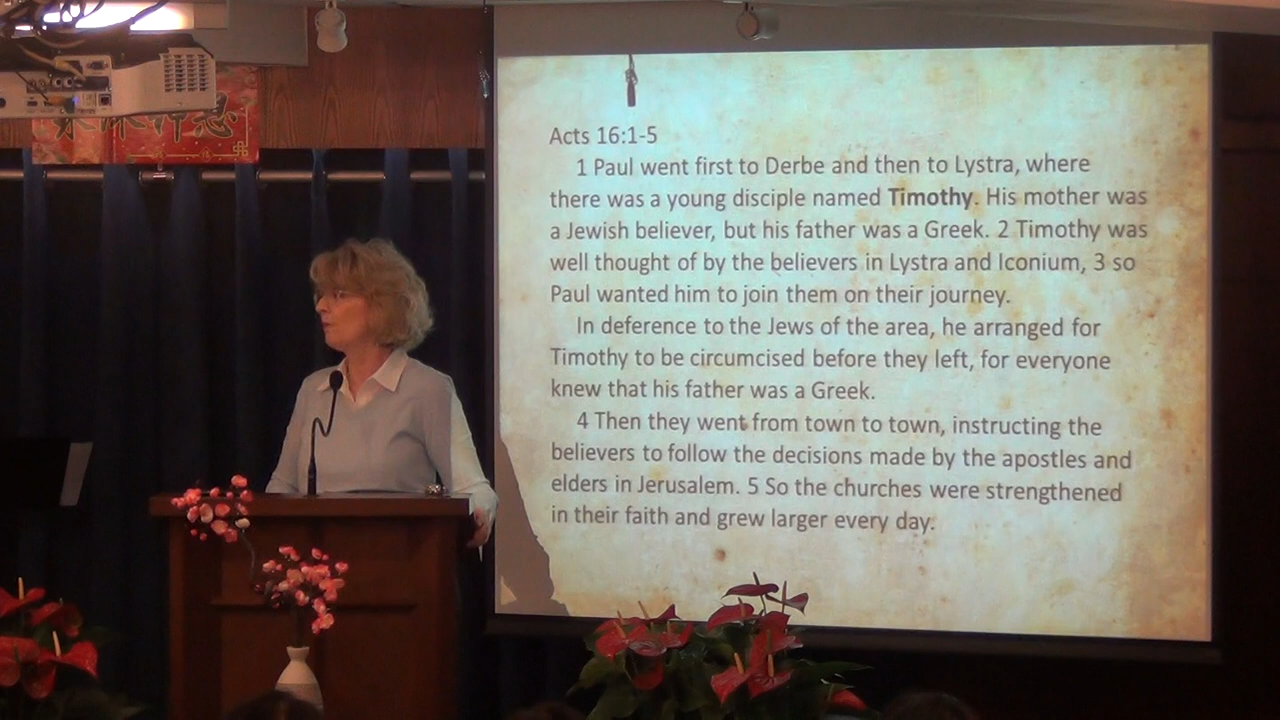 Acts 16:1-5
1 Paul went first to Derbe and then to Lystra, where
there was a young disciple named Timothy. His mother was
a Jewish believer, but his father was a Greek. 2 Timothy was
well thought of by the believers in Lystra and Iconium, 3 so
Paul wanted him to join them on their journey.
In deference to the Jews of the area, he arranged for
Timothy to be circumcised before they left, for everyone
knew that his father was a Greek.
4 Then they went from town to town, instructing the
believers to follow the decisions made by the apostles and
elders in Jerusalem. 5 So the churches were strengthened
in their faith and grew larger every day.